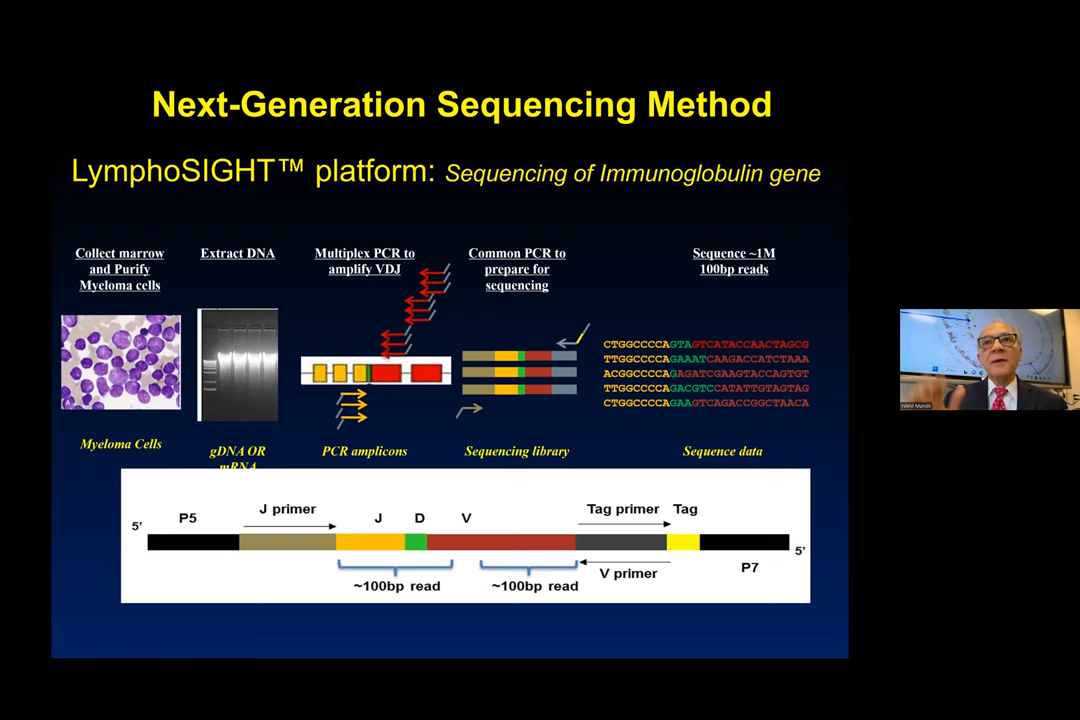 Next-Generation Sequencing Method
LymphoSIGHT™ platform: Sequencing of Immunoglobulin gene
Collect marrow
and Purify
Myeloma cells
Extract DNA
Multiplex PCR to
amplify VDJ
Common PCR to
prepare for
sequencing
Sequence ~1M
100bp reads
CTGGCCCCAGTAGTCATACCAACTAGCG
TTGGCCCCAGAAATCAAGACCATCTAAA
ACGGCCCCAGAGATCGAAGTACCAGTGT
TTGGCCCCAGACGTCCATATTGTAGTAG
CTGGCCCCAGAAGTCAGACCGGCTAACA
A
Myeloma Cells
gDNA OR
mRNA
PCR amplicons
Sequencing library
Sequence data
5’
P5
J primer
J
D
V
Tag primer
Tag
5’
~100bp read
~100bp read
V primer
P7
Nikhil Munshi